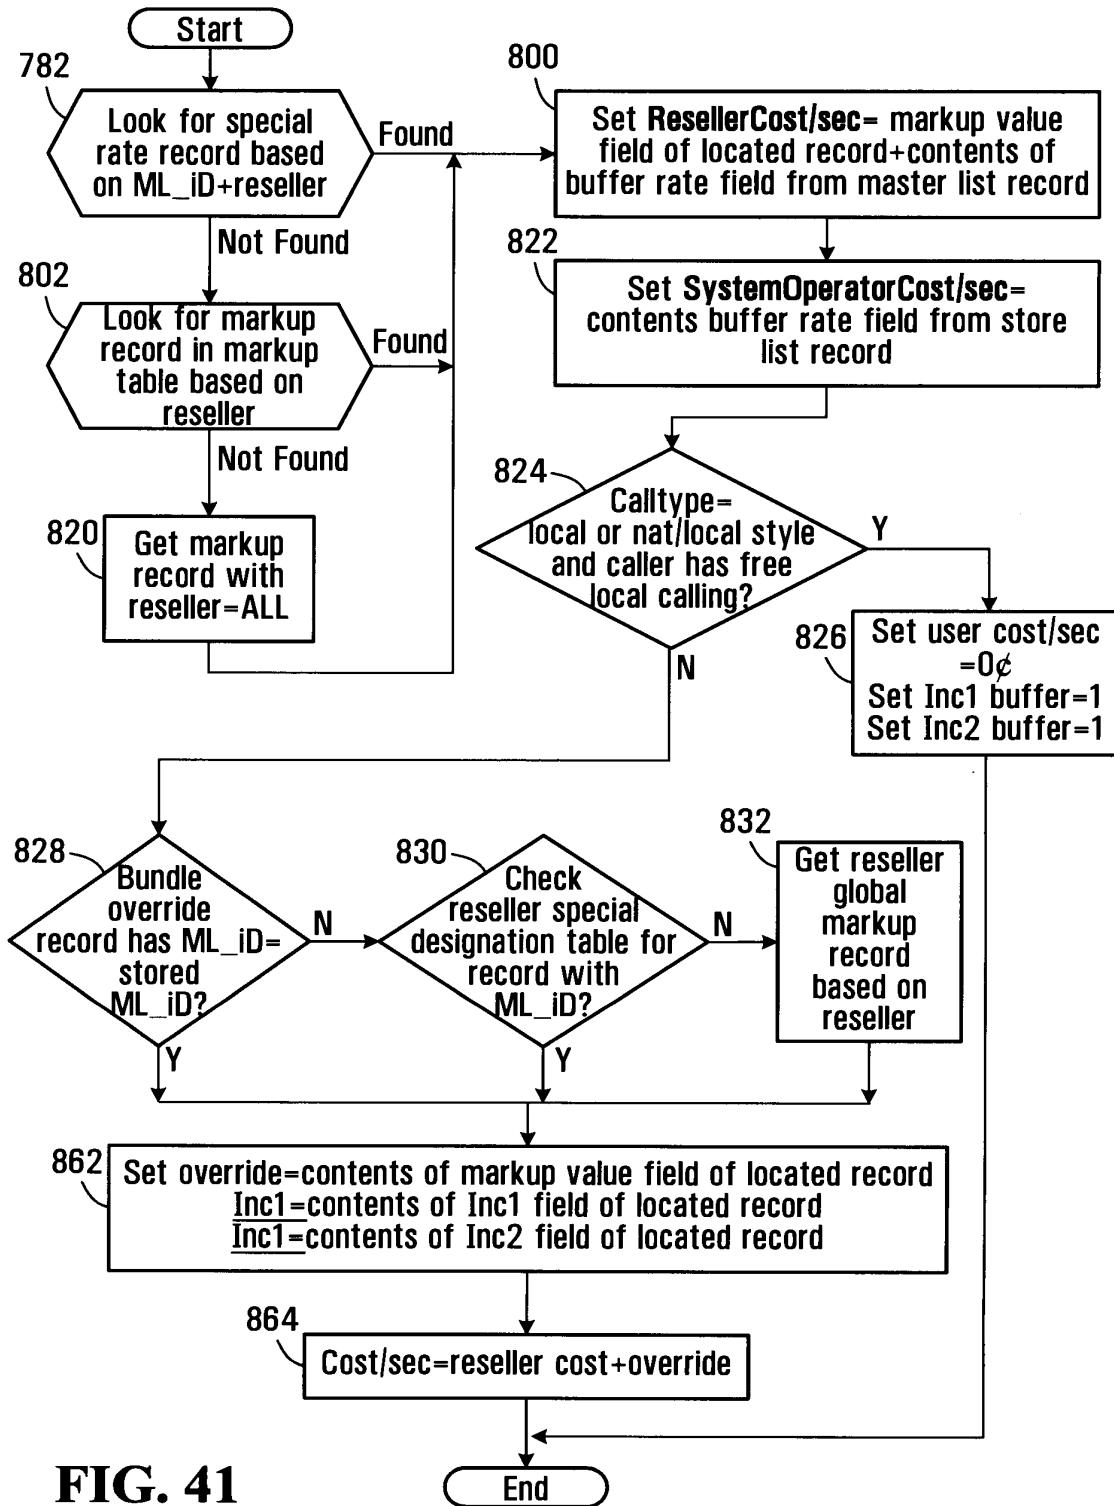 Start
782
Look for special
rate record based
on ML_iD+reseller
Found
Not Found
802
Look for markup
record in markup
table based on
reseller
Found
Not Found
820
Get markup
record with
reseller=ALL
800
Set ResellerCost/sec= markup value
field of located record+contents of
buffer rate field from master list record
822
Set SystemOperatorCost/sec=
contents buffer rate field from store
list record
824
Calltype=
local or nat/local style
and caller has free
local calling?
Y
N
826
Set user cost/sec
=0¢
Set Inc1 buffer=1
Set Inc2 buffer=1
828
Bundle
override
record has ML_iD=
stored
ML_iD?
N
Y
830
Check
reseller special
designation table for
record with
ML_iD?
N
Y
832
Get reseller
global
markup
record
based on
reseller
862
Set override=contents of markup value field of located record
Inc1=contents of Inc1 field of located record
Inc1=contents of Inc2 field of located record
864
Cost/sec=reseller cost+override
End
FIG. 41